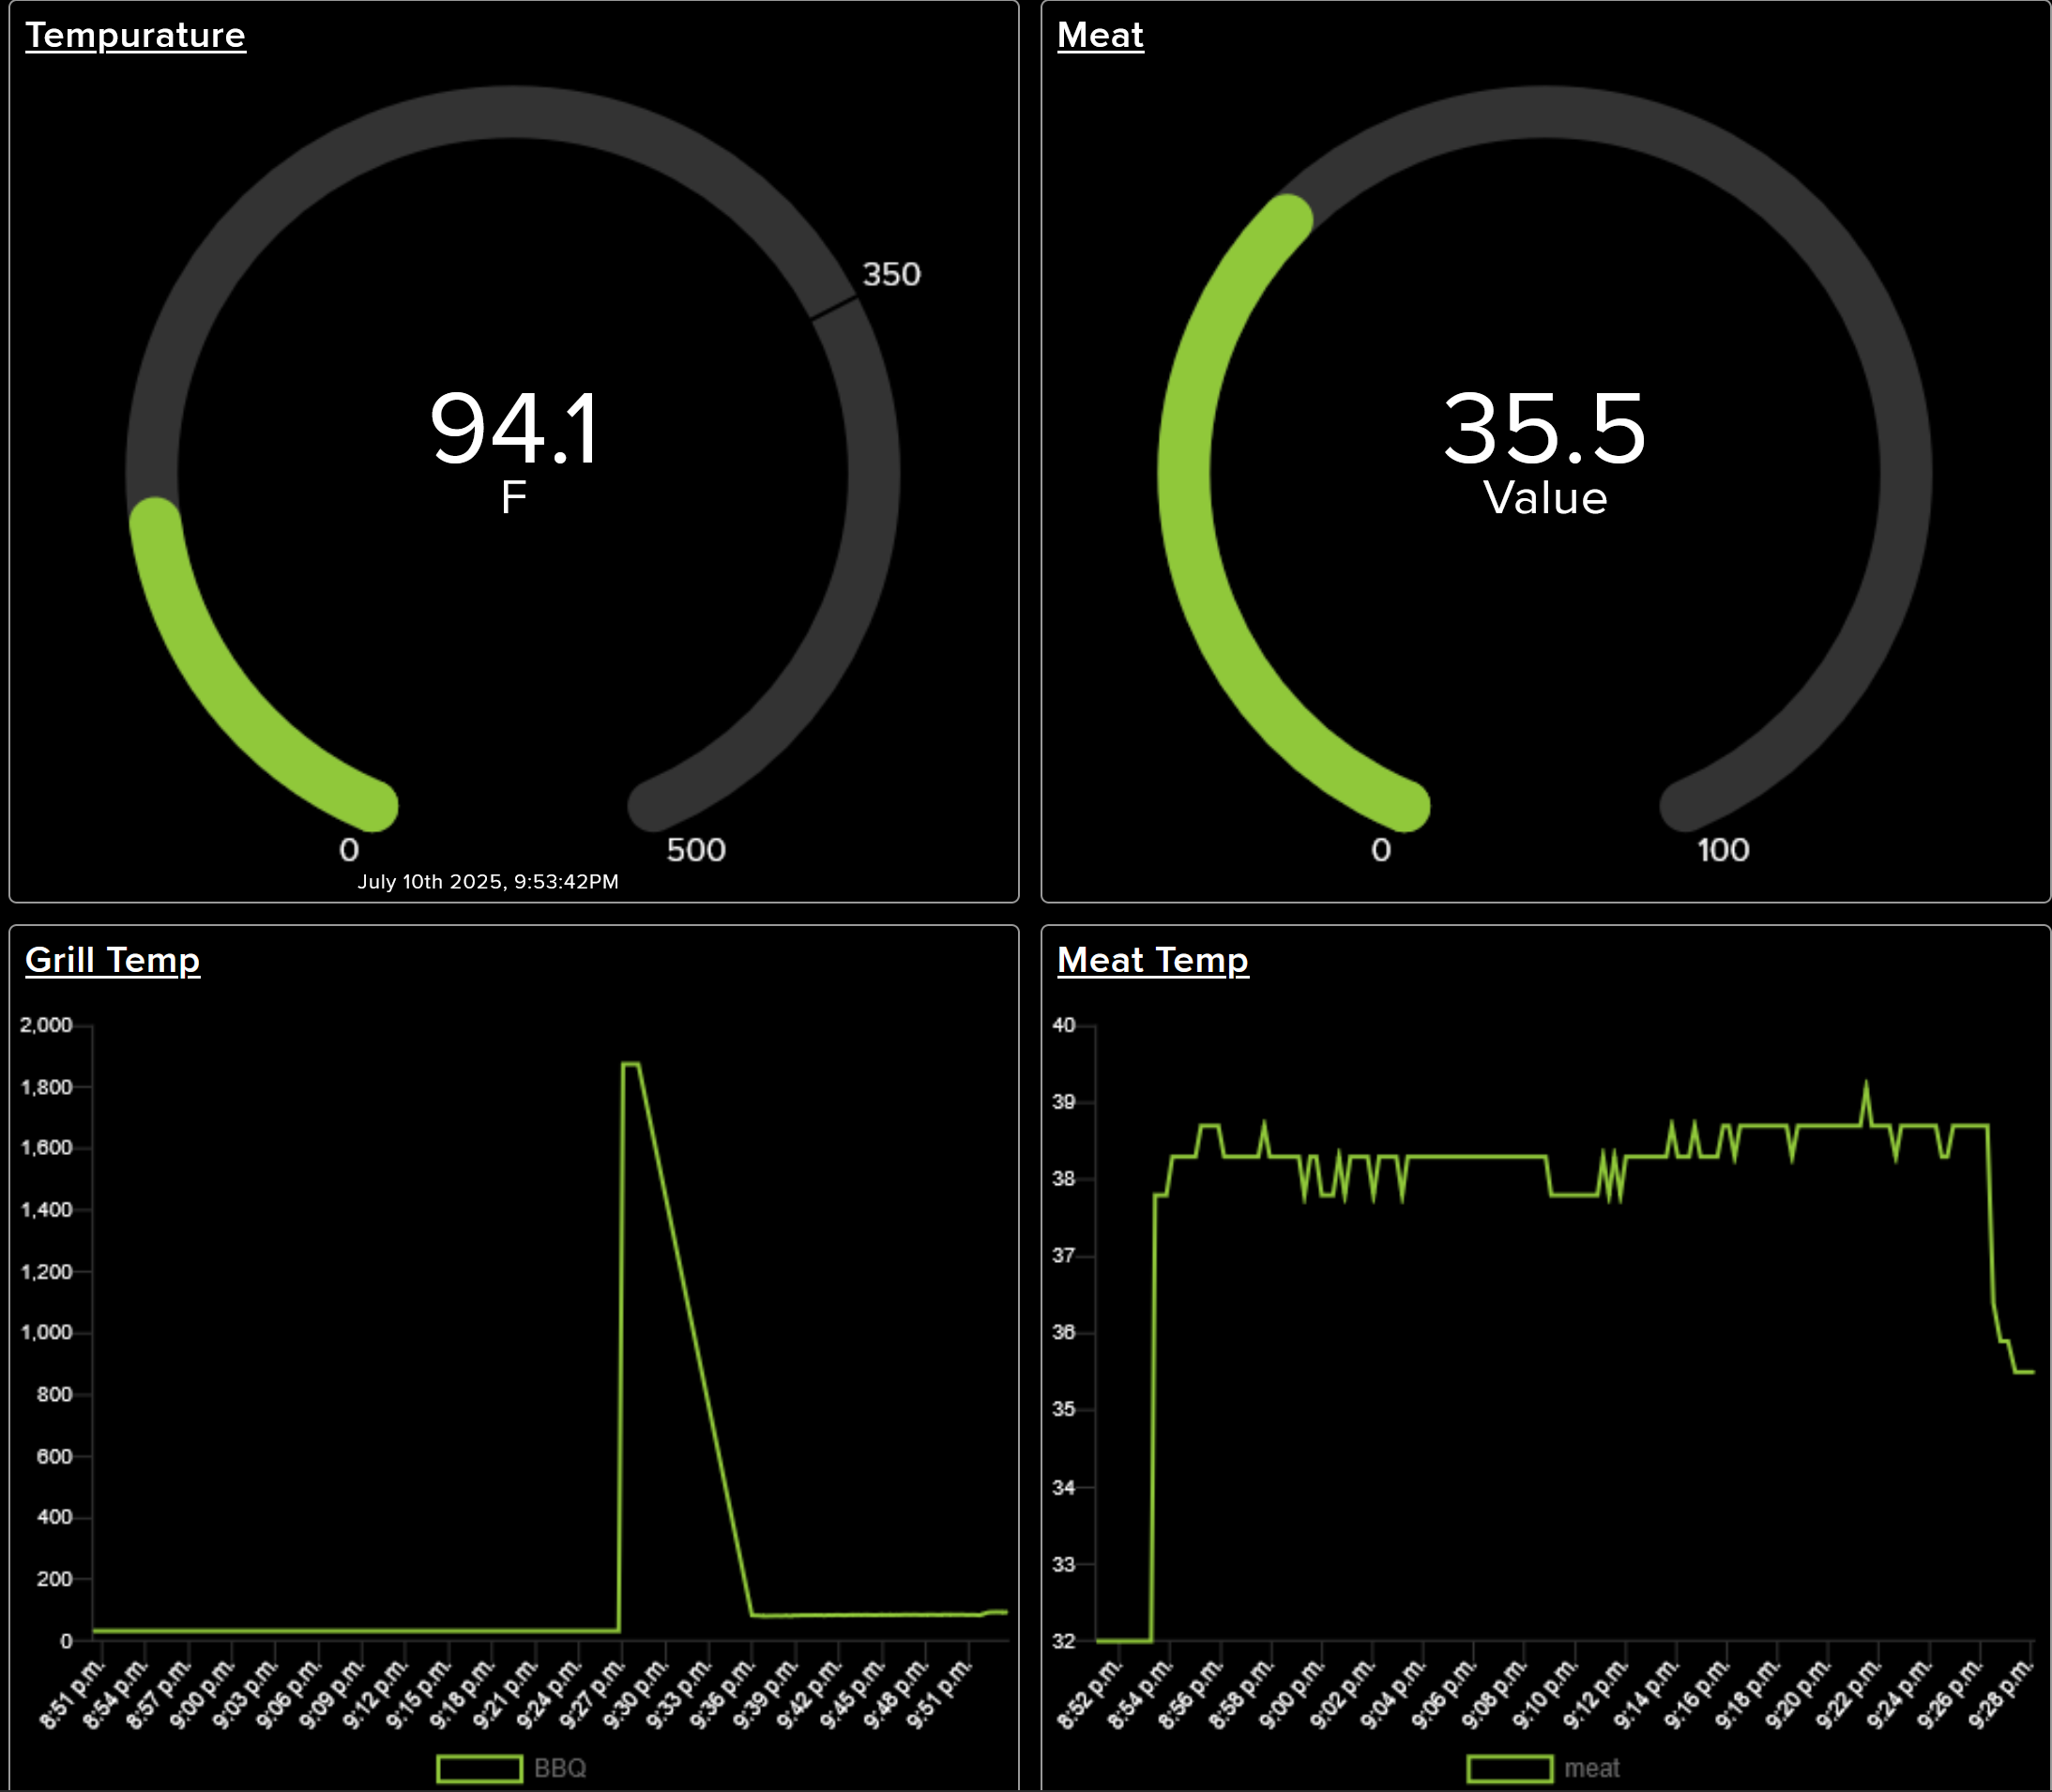 Tempurature
350
94.1
F
0
500
July 10th 2025, 9:53:42PM
Meat
35.5
Value
0
100
Grill Temp
2,000
1,800
1,600
1,400
1,200
1,000
800
600
400
200
0
8:51 p.m.
8:54 p.m.
8:57 p.m.
9:00 p.m.
9:03 p.m.
9:06 p.m.
9:09 p.m.
9:12 p.m.
9:15 p.m.
9:18 p.m.
9:21 p.m.
9:24 p.m.
9:27 p.m.
9:30 p.m.
9:33 p.m.
9:36 p.m.
9:39 p.m.
9:42 p.m.
9:45 p.m.
9:48 p.m.
9:51 p.m.
BBQ
Meat Temp
40
39
38
37
36
35
34
33
32
8:52 p.m.
8:54 p.m.
8:56 p.m.
8:58 p.m.
9:00 p.m.
9:02 p.m.
9:04 p.m.
9:06 p.m.
9:08 p.m.
9:10 p.m.
9:12 p.m.
9:14 p.m.
9:16 p.m.
9:18 p.m.
9:20 p.m.
9:22 p.m.
9:24 p.m.
9:26 p.m.
9:28 p.m.
meat